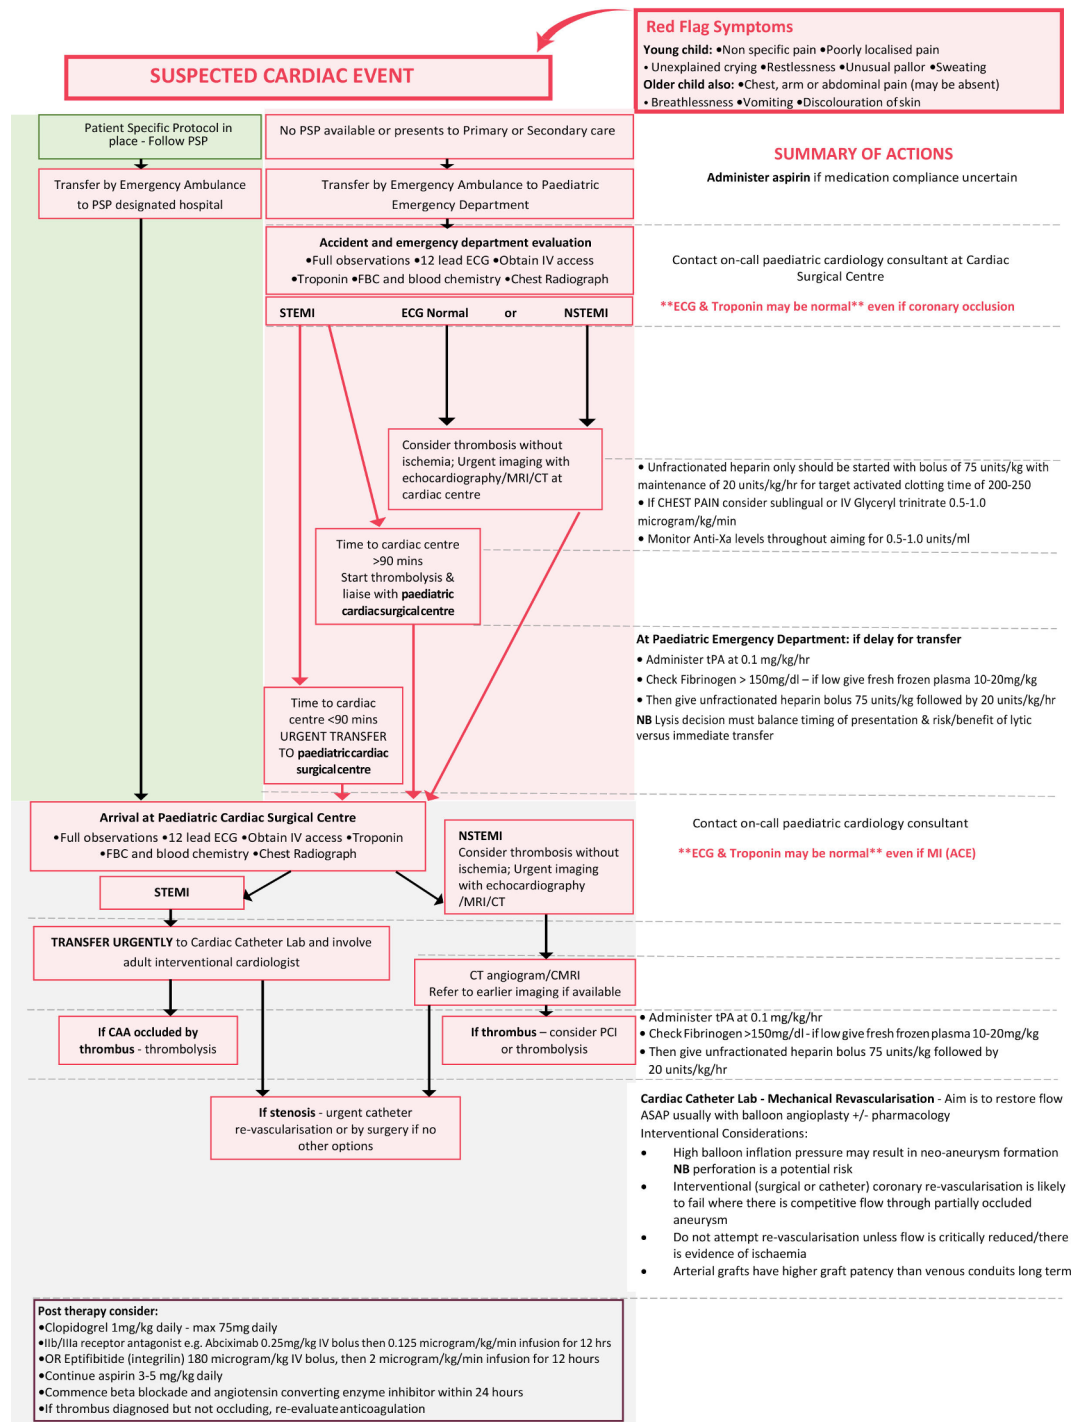 Red Flag Symptoms
Young child: •Non specific pain •Poorly localised pain
• Unexplained crying •Restlessness •Unusual pallor •Sweating
Older child also: •Chest, arm or abdominal pain (may be absent)
• Breathlessness •Vomiting •Discolouration of skin
SUSPECTED CARDIAC EVENT
Patient Specific Protocol in
place - Follow PSP
No PSP available or presents to Primary or Secondary care
SUMMARY OF ACTIONS
Administer aspirin if medication compliance uncertain
Transfer by Emergency Ambulance
to PSP designated hospital
Transfer by Emergency Ambulance to Paediatric
Emergency Department
Accident and emergency department evaluation
•Full observations •12 lead ECG •Obtain IV access
•Troponin •FBC and blood chemistry •Chest Radiograph
Contact on-call paediatric cardiology consultant at Cardiac
Surgical Centre
**ECG & Troponin may be normal** even if coronary occlusion
STEMI ECG Normal or NSTEMI
Consider thrombosis without
ischemia; Urgent imaging with
echocardiography/MRI/CT at
cardiac centre
• Unfractionated heparin only should be started with bolus of 75 units/kg with
maintenance of 20 units/kg/hr for target activated clotting time of 200-250
• If CHEST PAIN consider sublingual or IV Glyceryl trinitrate 0.5-1.0
microgram/kg/min
• Monitor Anti-Xa levels throughout aiming for 0.5-1.0 units/ml
Time to cardiac centre
>90 mins
Start thrombolysis &
liaise with paediatric
cardiac surgical centre
At Paediatric Emergency Department: if delay for transfer
• Administer tPA at 0.1 mg/kg/hr
• Check Fibrinogen > 150mg/dl – if low give fresh frozen plasma 10-20mg/kg
• Then give unfractionated heparin bolus 75 units/kg followed by 20 units/kg/hr
NB Lysis decision must balance timing of presentation & risk/benefit of lytic
versus immediate transfer
Time to cardiac
centre <90 mins
URGENT TRANSFER
TO paediatric cardiac
surgical centre
Arrival at Paediatric Cardiac Surgical Centre
•Full observations •12 lead ECG •Obtain IV access •Troponin
•FBC and blood chemistry •Chest Radiograph
Contact on-call paediatric cardiology consultant
**ECG & Troponin may be normal** even if MI (ACE)
NSTEMI
Consider thrombosis without
ischemia; Urgent imaging
with echocardiography
/MRI/CT
STEMI
TRANSFER URGENTLY to Cardiac Catheter Lab and involve
adult interventional cardiologist
CT angiogram/CMRI
Refer to earlier imaging if available
If CAA occluded by
thrombus - thrombolysis
If thrombus – consider PCI
or thrombolysis
• Administer tPA at 0.1 mg/kg/hr
• Check Fibrinogen >150mg/dl - if low give fresh frozen plasma 10-20mg/kg
• Then give unfractionated heparin bolus 75 units/kg followed by
20 units/kg/hr
If stenosis - urgent catheter
re-vascularisation or by surgery if no
other options
Cardiac Catheter Lab - Mechanical Revascularisation - Aim is to restore flow
ASAP usually with balloon angioplasty +/- pharmacology
Interventional Considerations:
• High balloon inflation pressure may result in neo-aneurysm formation
NB perforation is a potential risk
• Interventional (surgical or catheter) coronary re-vascularisation is likely
to fail where there is competitive flow through partially occluded
aneurysm
• Do not attempt re-vascularisation unless flow is critically reduced/there
is evidence of ischaemia
• Arterial grafts have higher graft patency than venous conduits long term
Post therapy consider:
•Clopidogrel 1mg/kg daily - max 75mg daily
•IIb/IIIa receptor antagonist e.g. Abciximab 0.25mg/kg IV bolus then 0.125 microgram/kg/min infusion for 12 hrs
•OR Eptifibitide (integrilin) 180 microgram/kg IV bolus, then 2 microgram/kg/min infusion for 12 hours
•Continue aspirin 3-5 mg/kg daily
•Commence beta blockade and angiotensin converting enzyme inhibitor within 24 hours
•If thrombus diagnosed but not occluding, re-evaluate anticoagulation